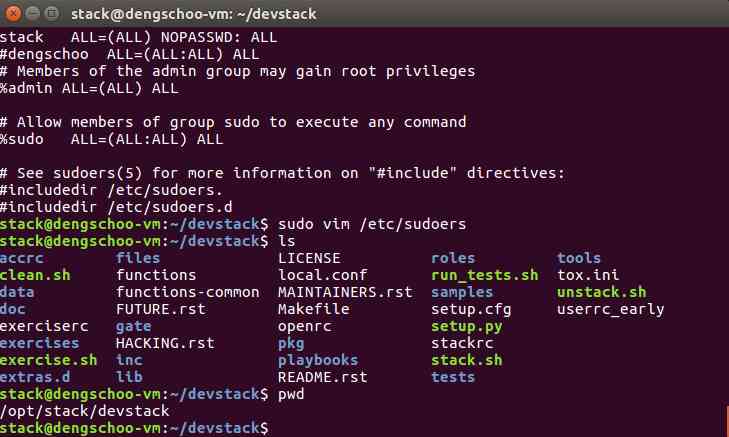 stack@dengschoo-vm: ~/devstack
stack   ALL=(ALL) NOPASSWD: ALL
#dengschoo  ALL=(ALL:ALL) ALL
# Members of the admin group may gain root privileges
%admin ALL=(ALL) ALL

# Allow members of group sudo to execute any command
%sudo   ALL=(ALL:ALL) ALL

# See sudoers(5) for more information on "#include" directives:
#includedir /etc/sudoers.
#includedir /etc/sudoers.d
stack@dengschoo-vm:~/devstack$ sudo vim /etc/sudoers
stack@dengschoo-vm:~/devstack$ ls
accrc        files             LICENSE          roles          tools
clean.sh     functions         local.conf       run_tests.sh   tox.ini
data         functions-common  MAINTAINERS.rst  samples        unstack.sh
doc          FUTURE.rst        Makefile         setup.cfg      userrc_early
exerciserc   gate              openrc           setup.py
exercises    HACKING.rst       pkg              stackrc
exercise.sh  inc               playbooks        stack.sh
extras.d     lib               README.rst       tests
stack@dengschoo-vm:~/devstack$ pwd
/opt/stack/devstack
stack@dengschoo-vm:~/devstack$